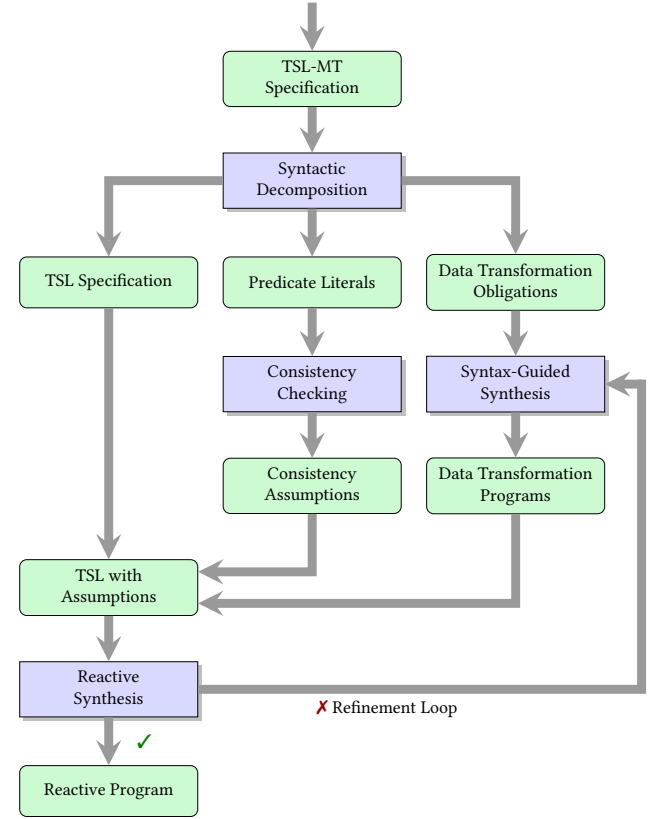 TSL-MT
Specification
Syntactic
Decomposition
TSL Specification
Predicate Literals
Data Transformation
Obligations
Consistency
Checking
Syntax-Guided
Synthesis
Consistency
Assumptions
Data Transformation
Programs
TSL with
Assumptions
Reactive
Synthesis
✗ Refinement Loop
✓
Reactive Program